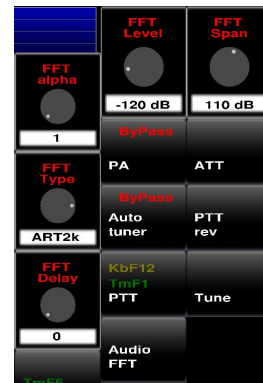 FFT
Level
-120 dB
FFT
Span
110 dB
FFT
alpha
1
ByPass
PA
ATT
FFT
Type
ART2k
ByPass
Auto
tuner
PTT
rev
FFT
Delay
0
KbF12
TmF1
PTT
Tune
Audio
FFT
TmF6